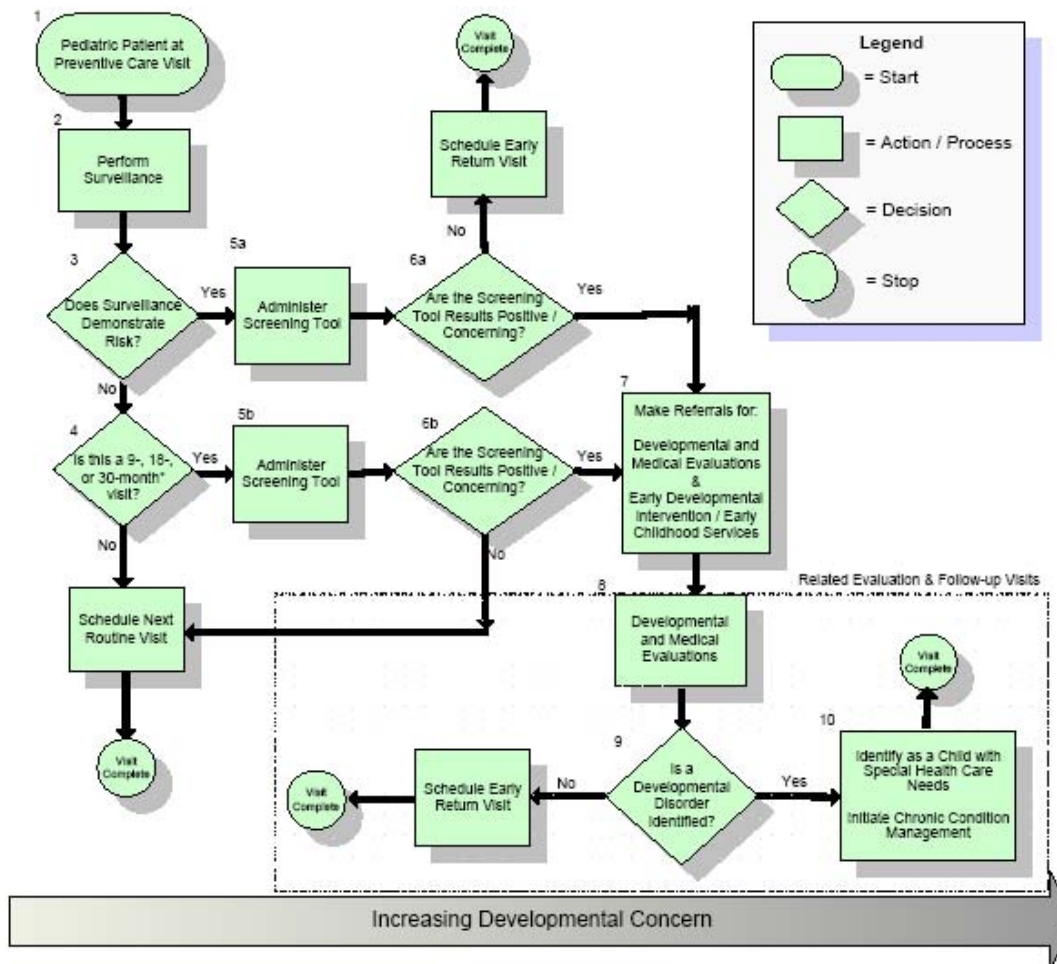 1
Pediatric Patient at
Preventive Care Visit
2
Perform
Surveillance
3
Does Surveillance
Demonstrate
Risk?
Yes
No
5a
Administer
Screening Tool
6a
Are the Screening
Tool Results Positive /
Concerning?
No
Schedule Early
Return Visit
Visit
Complete
Yes
4
Is this a 9-, 18-,
or 30-month*
visit?
Yes
No
5b
Administer
Screening Tool
6b
Are the Screening
Tool Results Positive /
Concerning?
Yes
No
7
Make Referrals for:
Developmental and
Medical Evaluations
&
Early Developmental
Intervention / Early
Childhood Services
Schedule Next
Routine Visit
Visit
Complete
Related Evaluation & Follow-up Visits
8
Developmental
and Medical
Evaluations
9
Is a
Developmental
Disorder
Identified?
No
Schedule Early
Return Visit
Visit
Complete
Yes
10
Identify as a Child with
Special Health Care
Needs
Initiate Chronic Condition
Management
Visit
Complete
Legend
= Start
= Action / Process
= Decision
= Stop
Increasing Developmental Concern